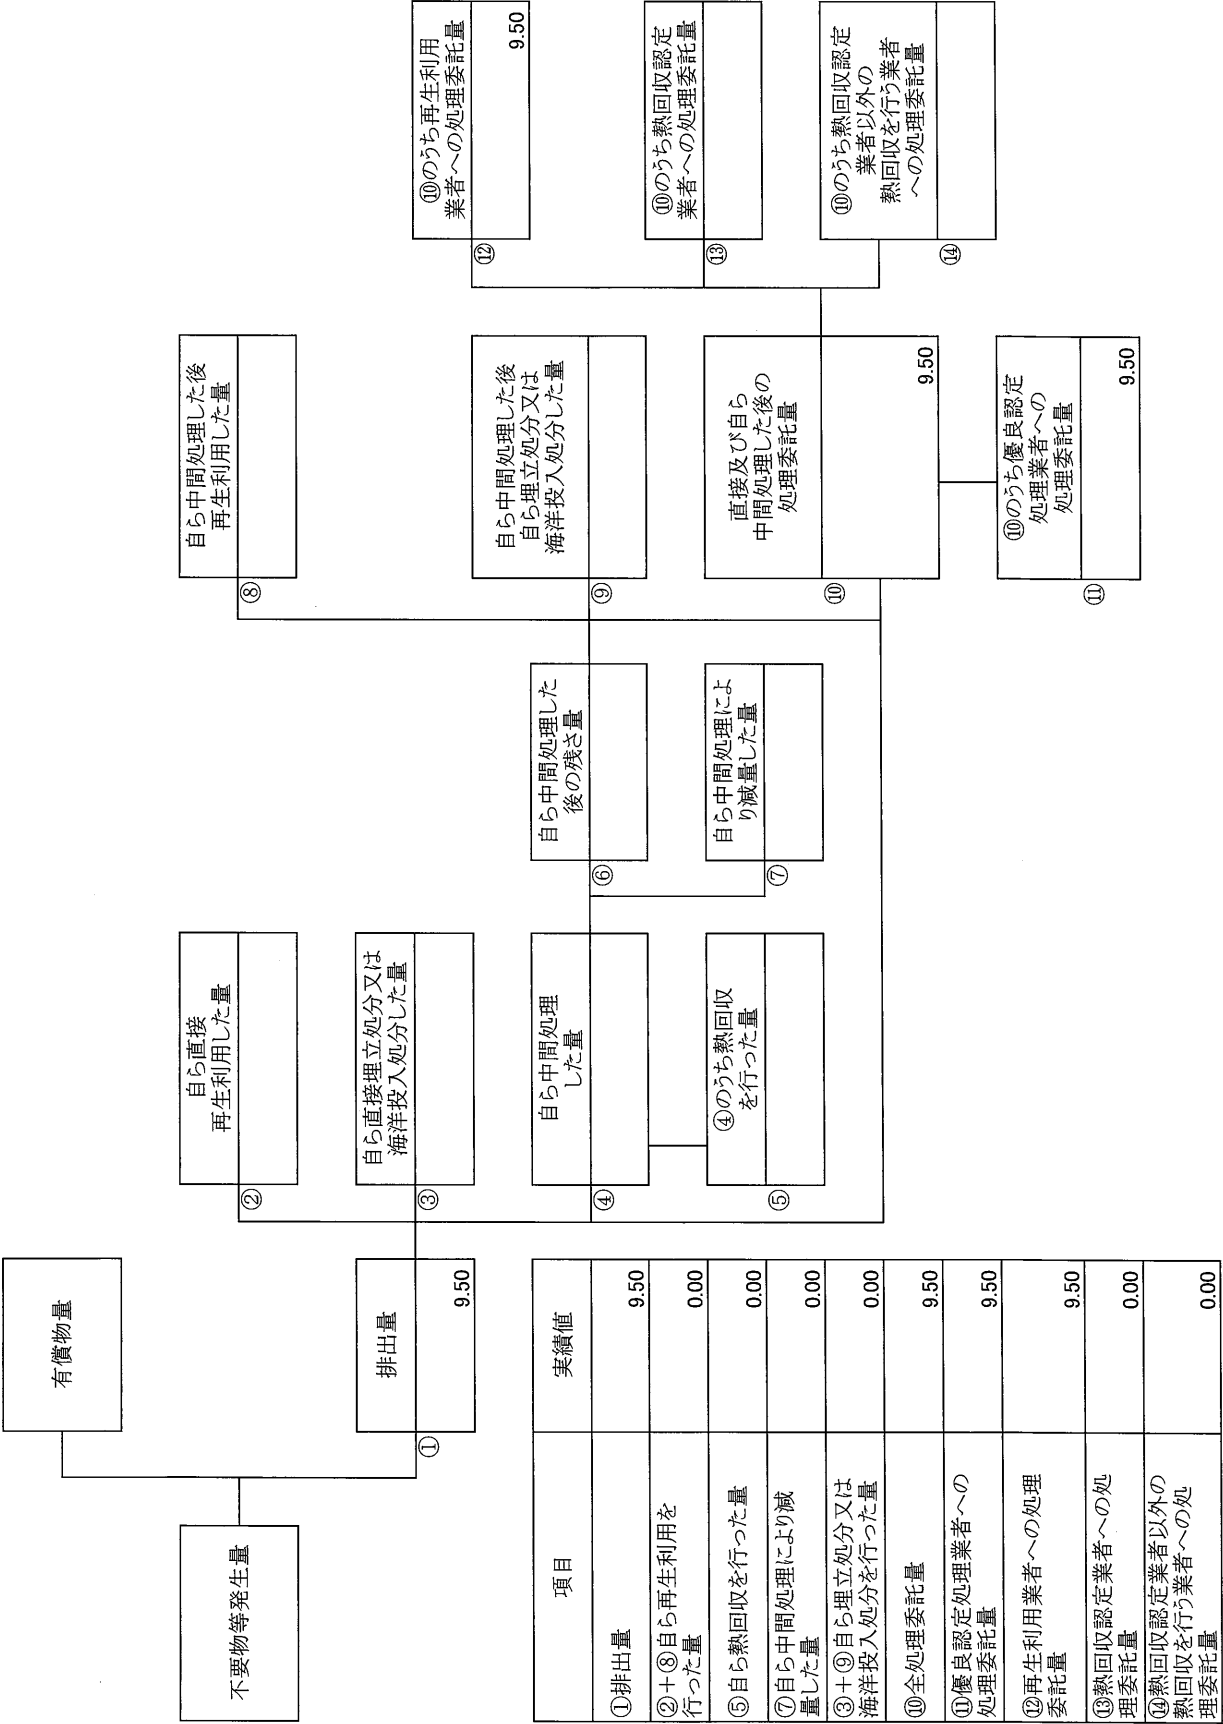 不要物等発生量
有償物量
①
排出量
9.50
②
自ら直接
再生利用した量
③
自ら直接埋立処分又は
海洋投入処分した量
④
自ら中間処理
した量
⑤
④のうち熱回収
を行った量
⑥
自ら中間処理した
後の残さ量
⑦
自ら中間処理によ
り減量した量
⑧
自ら中間処理した後
再生利用した量
⑨
自ら中間処理した後
自ら埋立処分又は
海洋投入処分した量
⑩
直接及び自ら
中間処理した後の
処理委託量
9.50
⑪
⑩のうち優良認定
処理業者への
処理委託量
9.50
⑫
⑩のうち再生利用
業者への処理委託量
9.50
⑬
⑩のうち熱回収認定
業者への処理委託量
⑭
⑩のうち熱回収認定
業者以外の
熱回収を行う業者
への処理委託量
項目 実績値
①排出量 9.50
②+⑧自ら再生利用を
行った量 0.00
⑤自ら熱回収を行った量 0.00
⑦自ら中間処理により減
量した量 0.00
③+⑨自ら埋立処分又は
海洋投入処分を行った量 0.00
⑩全処理委託量 9.50
⑪優良認定処理業者への
処理委託量 9.50
⑫再生利用業者への処理
委託量 9.50
⑬熱回収認定業者への処
理委託量 0.00
⑭熱回収認定業者以外の
熱回収を行う業者への処
理委託量 0.00